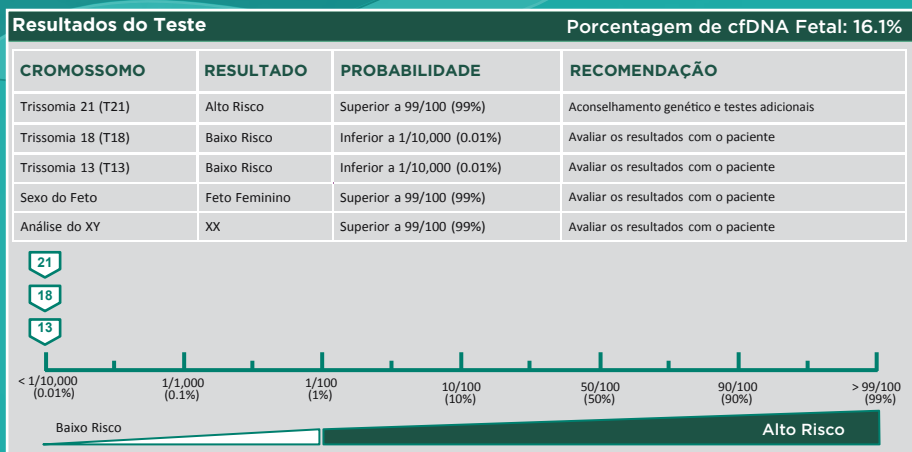 Resultados do Teste Porcentagem de cfDNA Fetal: 16.1%
CROMOSSOMO RESULTADO PROBABILIDADE RECOMENDAÇÃO
Trissomia 21 (T21) Alto Risco Superior a 99/100 (99%) Aconselhamento genético e testes adicionais
Trissomia 18 (T18) Baixo Risco Inferior a 1/10,000 (0.01%) Avaliar os resultados com o paciente
Trissomia 13 (T13) Baixo Risco Inferior a 1/10,000 (0.01%) Avaliar os resultados com o paciente
Sexo do Feto Feto Feminino Superior a 99/100 (99%) Avaliar os resultados com o paciente
Análise do XY XX Superior a 99/100 (99%) Avaliar os resultados com o paciente
21
18
13
< 1/10,000 1/1,000 1/100 10/100 50/100 90/100 > 99/100
(0.01%) (0.1%) (1%) (10%) (50%) (90%) (99%)
Baixo Risco Alto Risco